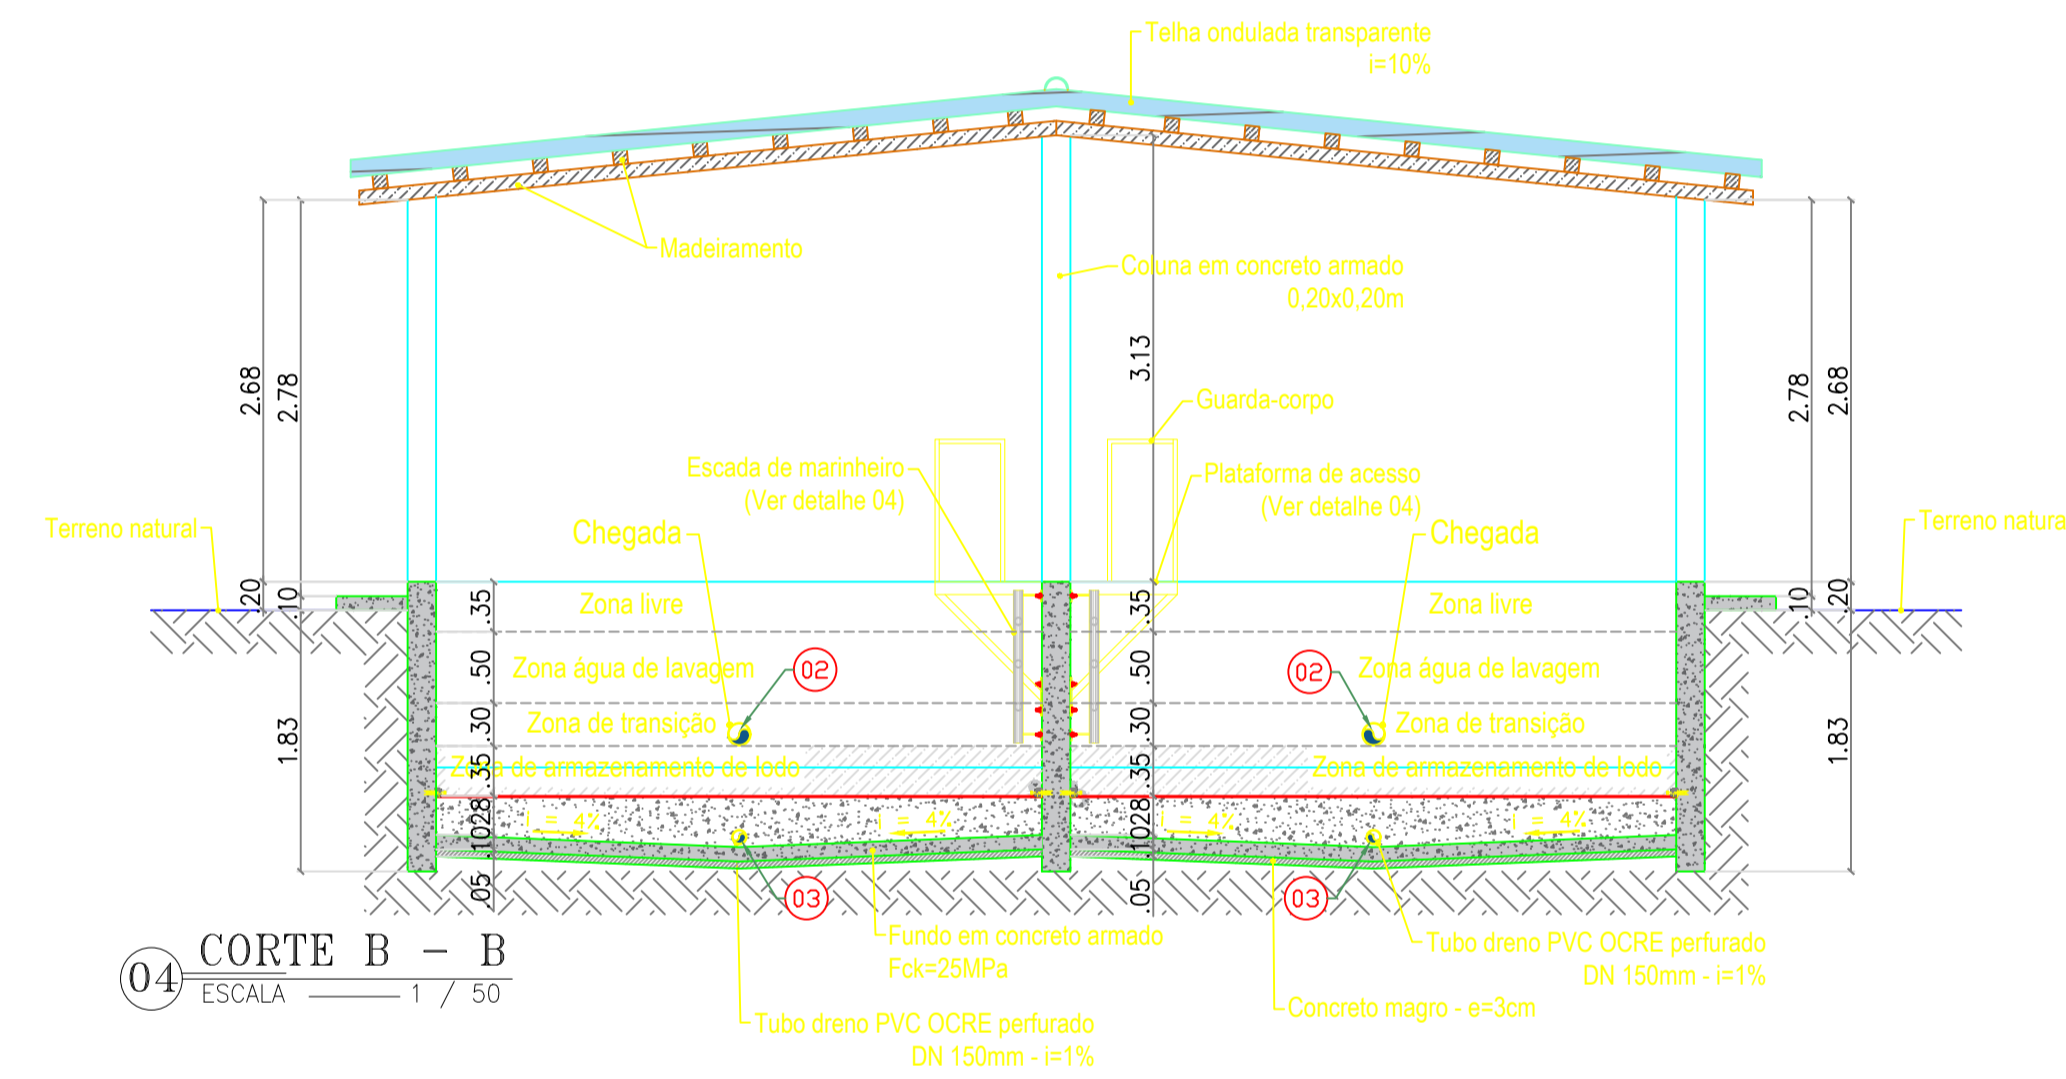 Telha ondulada transparente
i=10%
Madeiramento
Coluna em concreto armado
0,20x0,20m
2.68
2.78
3.13
2.78
2.68
Guarda-corpo
Escada de marinheiro
(Ver detalhe 04)
Plataforma de acesso
(Ver detalhe 04)
Terreno natural
Chegada
Chegada
Terreno natura
.20
.10
.35
Zona livre
.35
Zona livre
.10
.20
.50
Zona água de lavagem
02
.50
02
Zona água de lavagem
1.83
.30
Zona de transição
.30
Zona de transição
1.83
.35
Zona de armazenamento de lodo
.35
Zona de armazenamento de lodo
.28
i = 4%
i = 4%
.28
i = 4%
i = 4%
.10
.10
.05
03
.05
03
Fundo em concreto armado
Fck=25MPa
Tubo dreno PVC OCRE perfurado
DN 150mm - i=1%
Concreto magro - e=3cm
Tubo dreno PVC OCRE perfurado
DN 150mm - i=1%
04
CORTE B - B
ESCALA 1 / 50